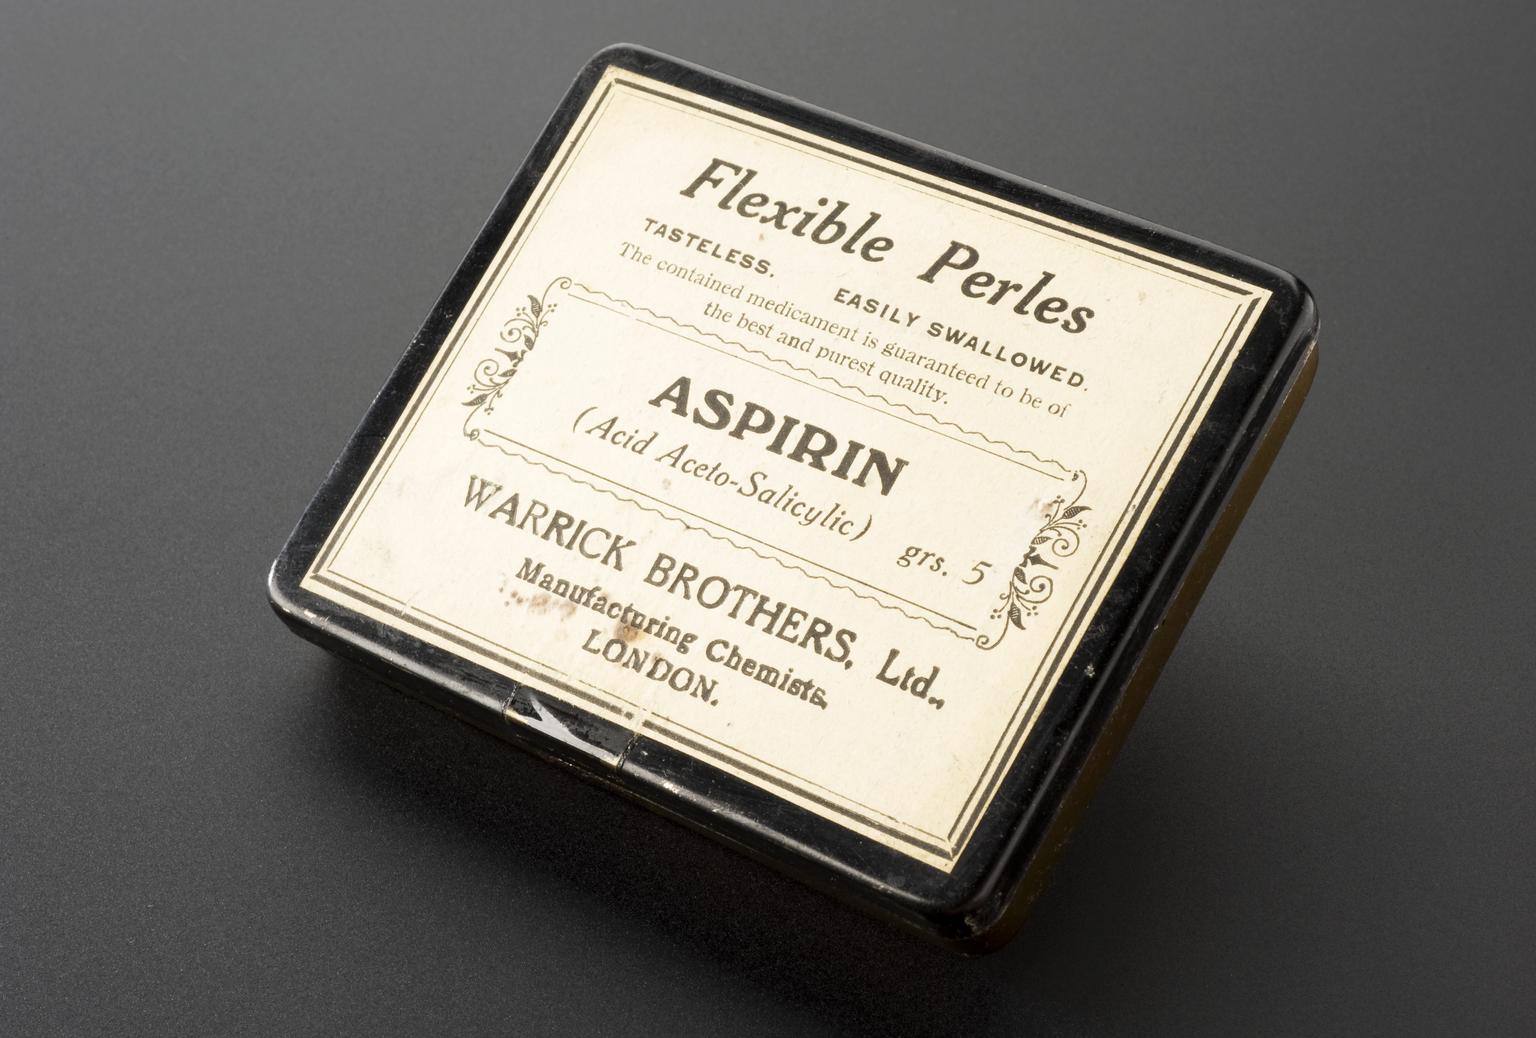 Flexible Perles
TASTELESS. EASILY SWALLOWED.
The contained medicament is guaranteed to be of
the best and purest quality.
ASPIRIN
(Acid Aceto-Salicylic)
grs. 5
WARRICK BROTHERS, Ltd.,
Manufacturing Chemists,
LONDON.